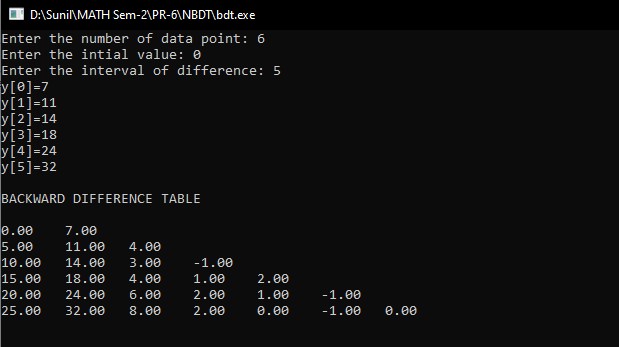 D:\Sunil\MATH Sem-2\PR-6\NBDT\bdt.exe
Enter the number of data point: 6
Enter the intial value: 0
Enter the interval of difference: 5
y[0]=7
y[1]=11
y[2]=14
y[3]=18
y[4]=24
y[5]=32
BACKWARD DIFFERENCE TABLE
0.00 7.00
5.00 11.00 4.00
10.00 14.00 3.00 -1.00
15.00 18.00 4.00 1.00 2.00
20.00 24.00 6.00 2.00 1.00 -1.00
25.00 32.00 8.00 2.00 0.00 -1.00 0.00